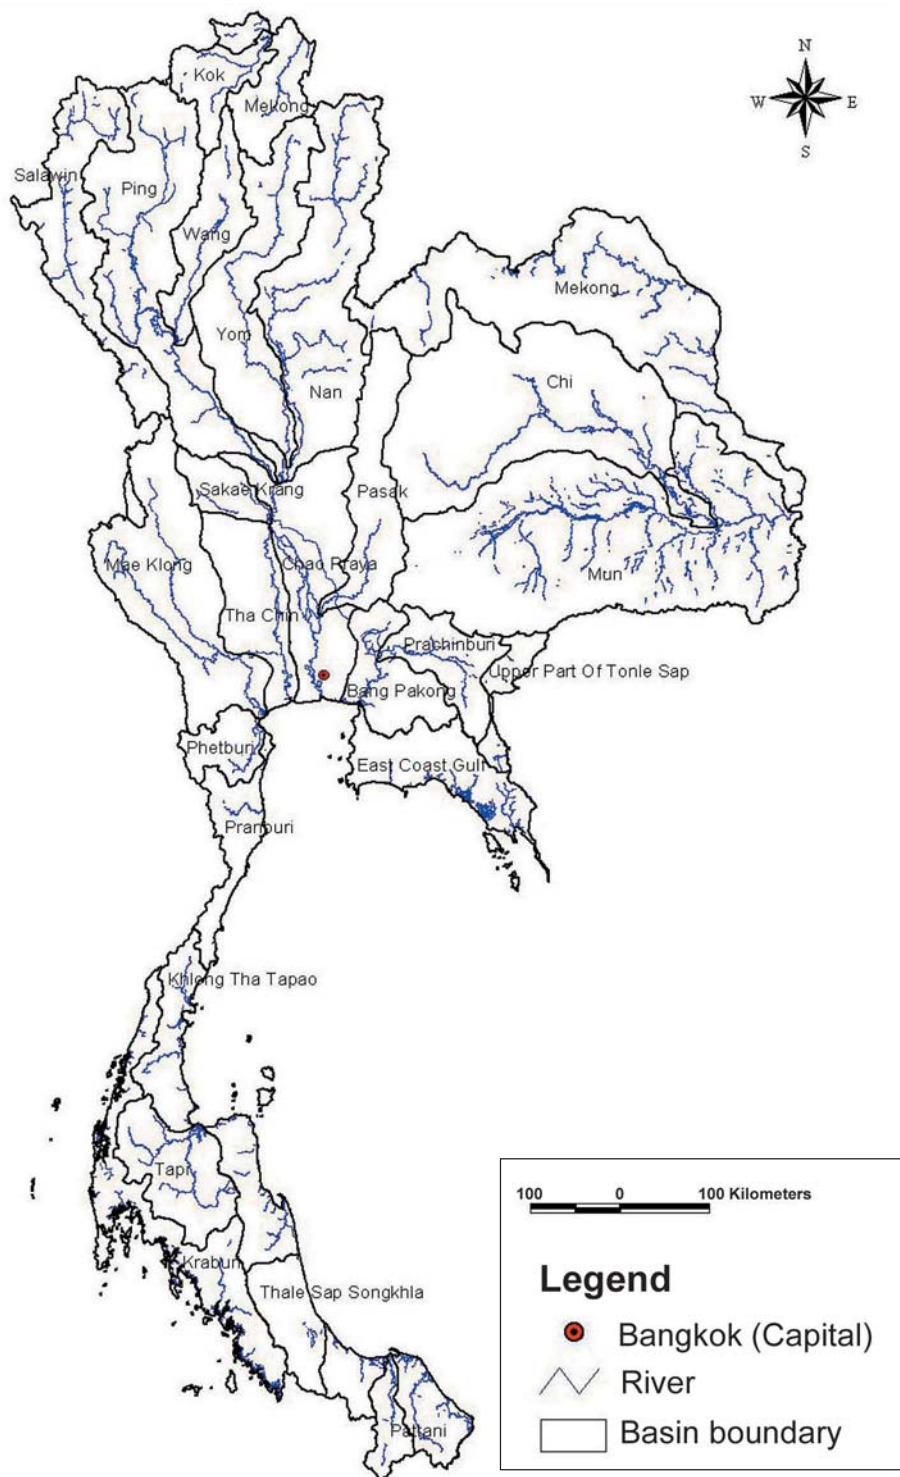 N
W E
S
Kok
Mekong
Salawin
Ping
Wang
Mekong
Yom
Chi
Nan
Sakae Krang
Pasak
Mae Klong
Chao Praya
Mun
Tha Chin
Prachinburi
Upper Part Of Tonle Sap
Bang Pakong
Phetburi
East Coast Gulf
Pranburi
Khlong Tha Tapao
Tapi
Kraburi
Thale Sap Songkhla
Pattani
100 0 100 Kilometers
Legend
Bangkok (Capital)
River
Basin boundary